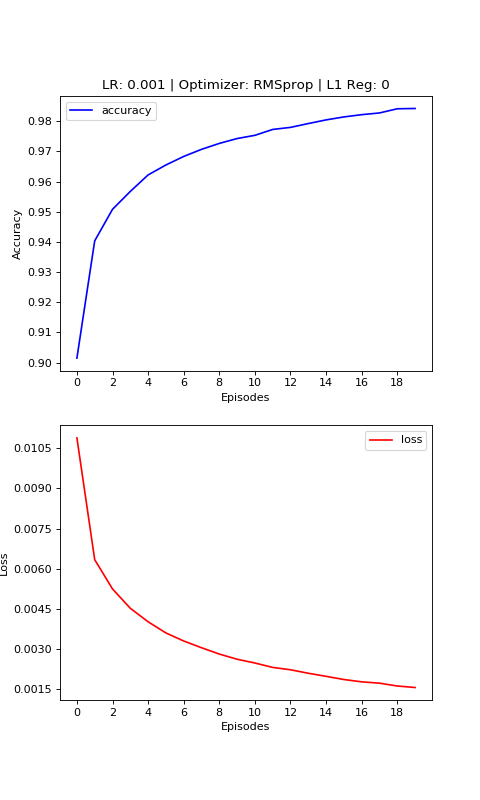 LR: 0.001 | Optimizer: RMSprop | L1 Reg: 0
accuracy
0.98
0.97
0.96
0.95
0.94
0.93
0.92
0.91
0.90
Accuracy
0 2 4 6 8 10 12 14 16 18
Episodes
loss
0.0105
0.0090
0.0075
0.0060
0.0045
0.0030
0.0015
Loss
0 2 4 6 8 10 12 14 16 18
Episodes